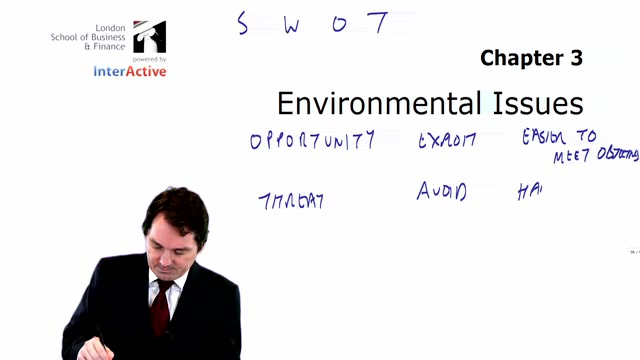 London
School of Business
& Finance
powered by
InterActive
S W O T
Chapter 3
Environmental Issues
OPPORTUNITY EXPLOIT EASIER TO
MEET OBJECTIVES
THREAT AVOID HA